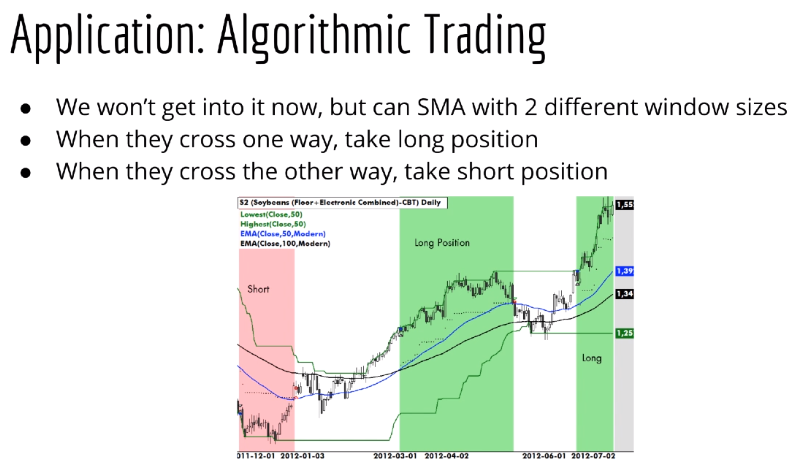 Application: Algorithmic Trading
● We won't get into it now, but can SMA with 2 different window sizes
● When they cross one way, take long position
● When they cross the other way, take short position
S2 (Soybeans (Floor+Electronic Combined)-CBT) Daily
Lowest(Close,50)
Highest(Close,50)
EMA(Close,50,Modern)
EMA(Close,100,Modern)
Short
Long Position
Long
1,55
1,39
1,34
1,25
011-12-01 2012-01-03 2012-03-01 2012-04-02 2012-06-01 2012-07-02